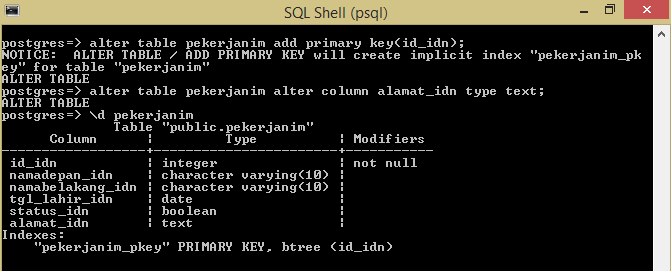 SQL Shell (psql)
postgres=> alter table pekerjanim add primary key(id_idn);
NOTICE:  ALTER TABLE / ADD PRIMARY KEY will create implicit index "pekerjanim_pk
ey" for table "pekerjanim"
ALTER TABLE
postgres=> alter table pekerjanim alter column alamat_idn type text;
ALTER TABLE
postgres=> \d pekerjanim
Table "public.pekerjanim"
Column | Type | Modifiers
-------------------+-----------------------+-----------
id_idn | integer | not null
namadepan_idn | character varying(10) |
namabelakang_idn | character varying(10) |
tgl_lahir_idn | date |
status_idn | boolean |
alamat_idn | text |
Indexes:
"pekerjanim_pkey" PRIMARY KEY, btree (id_idn)